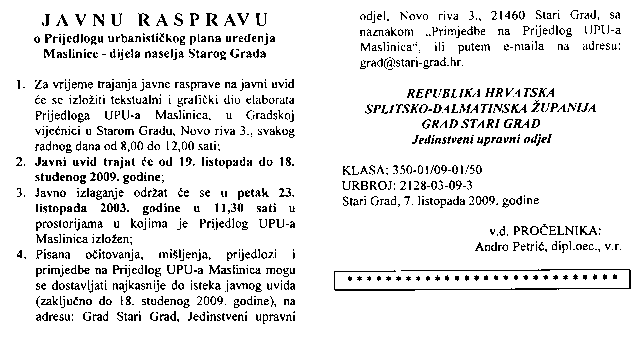 JAVNU RASPRAVU
o Prijedlogu urbanističkog plana uređenja
Maslinice - dijela naselja Starog Grada
1. Za vrijeme trajanja javne rasprave na javni uvid
će se izložiti tekstualni i grafički dio elaborata
Prijedloga UPU-a Maslinica, u Gradskoj
vijećnici u Starom Gradu, Novo riva 3., svakog
radnog dana od 8,00 do 12,00 sati;
2. Javni uvid trajat će od 19. listopada do 18.
studenog 2009. godine;
3. Javno izlaganje održat će se u petak 23.
listopada 2003. godine u 11,30 sati u
prostorijama u kojima je Prijedlog UPU-a
Maslinica izložen;
4. Pisana očitovanja, mišljenja, prijedlozi i
primjedbe na Prijedlog UPU-a Maslinica mogu
se dostavljati najkasnije do isteka javnog uvida
(zaključno do 18. studenog 2009. godine), na
adresu: Grad Stari Grad, Jedinstveni upravni
odjel, Novo riva 3., 21460 Stari Grad, sa
naznakom „Primjedbe na Prijedlog UPU-a
Maslinica“, ili putem e-maila na adresu:
grad@stari-grad.hr.
REPUBLIKA HRVATSKA
SPLITSKO-DALMATINSKA ŽUPANIJA
GRAD STARI GRAD
Jedinstveni upravni odjel
KLASA: 350-01/09-01/50
URBROJ: 2128-03-09-3
Stari Grad, 7. listopada 2009. godine
v.d. PROČELNIKA:
Andro Petrić, dipl.oec., v.r.